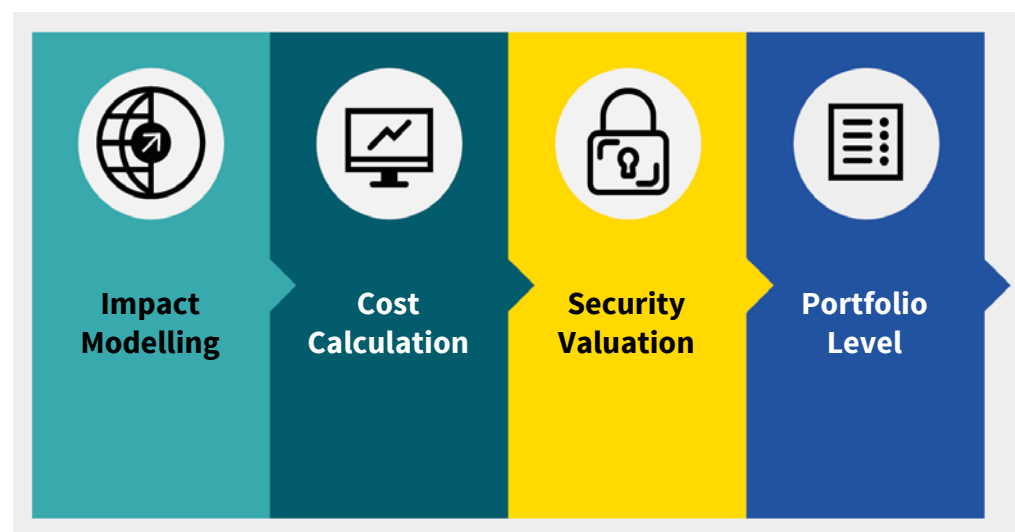 Impact
Modelling
Cost
Calculation
Security
Valuation
Portfolio
Level